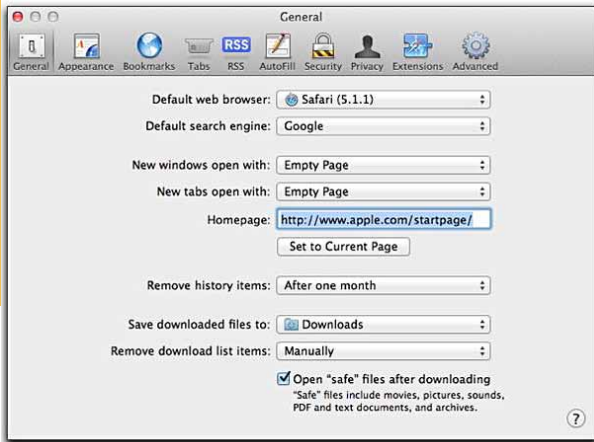 General
General Appearance Bookmarks Tabs RSS AutoFill Security Privacy Extensions Advanced
RSS
Default web browser: Safari (5.1.1)
Default search engine: Google
New windows open with: Empty Page
New tabs open with: Empty Page
Homepage: http://www.apple.com/startpage/
Set to Current Page
Remove history items: After one month
Save downloaded files to: Downloads
Remove download list items: Manually
Open “safe” files after downloading
“Safe” files include movies, pictures, sounds,
PDF and text documents, and archives.
?